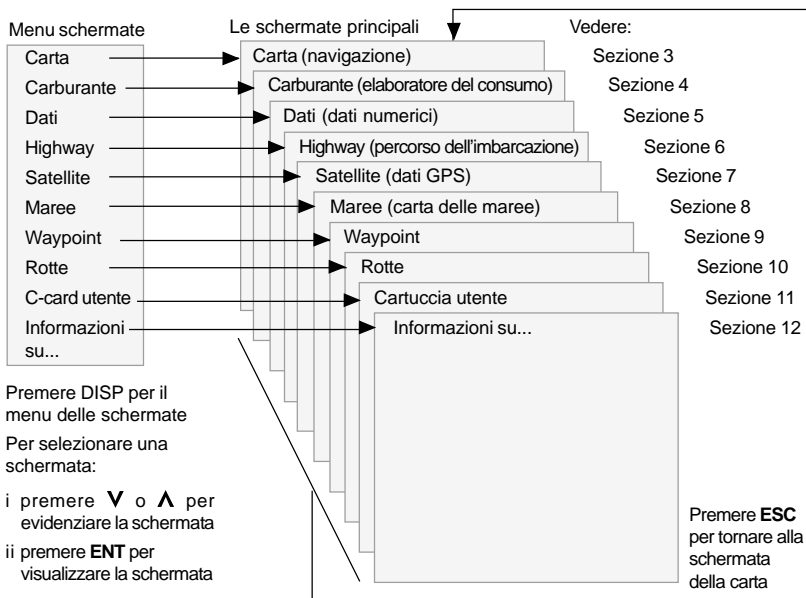 Menu schermate
Le schermate principali
Vedere:
Carta
Carta (navigazione)
Sezione 3
Carburante
Carburante (elaboratore del consumo)
Sezione 4
Dati
Dati (dati numerici)
Sezione 5
Highway
Highway (percorso dell'imbarcazione)
Sezione 6
Satellite
Satellite (dati GPS)
Sezione 7
Maree
Maree (carta delle maree)
Sezione 8
Waypoint
Waypoint
Sezione 9
Rotte
Rotte
Sezione 10
C-card utente
Cartuccia utente
Sezione 11
Informazioni
su...
Informazioni su...
Sezione 12
Premere DISP per il
menu delle schermate
Per selezionare una
schermata:
i premere V o Λ per
evidenziare la schermata
ii premere ENT per
visualizzare la schermata
Premere ESC
per tornare alla
schermata
della carta